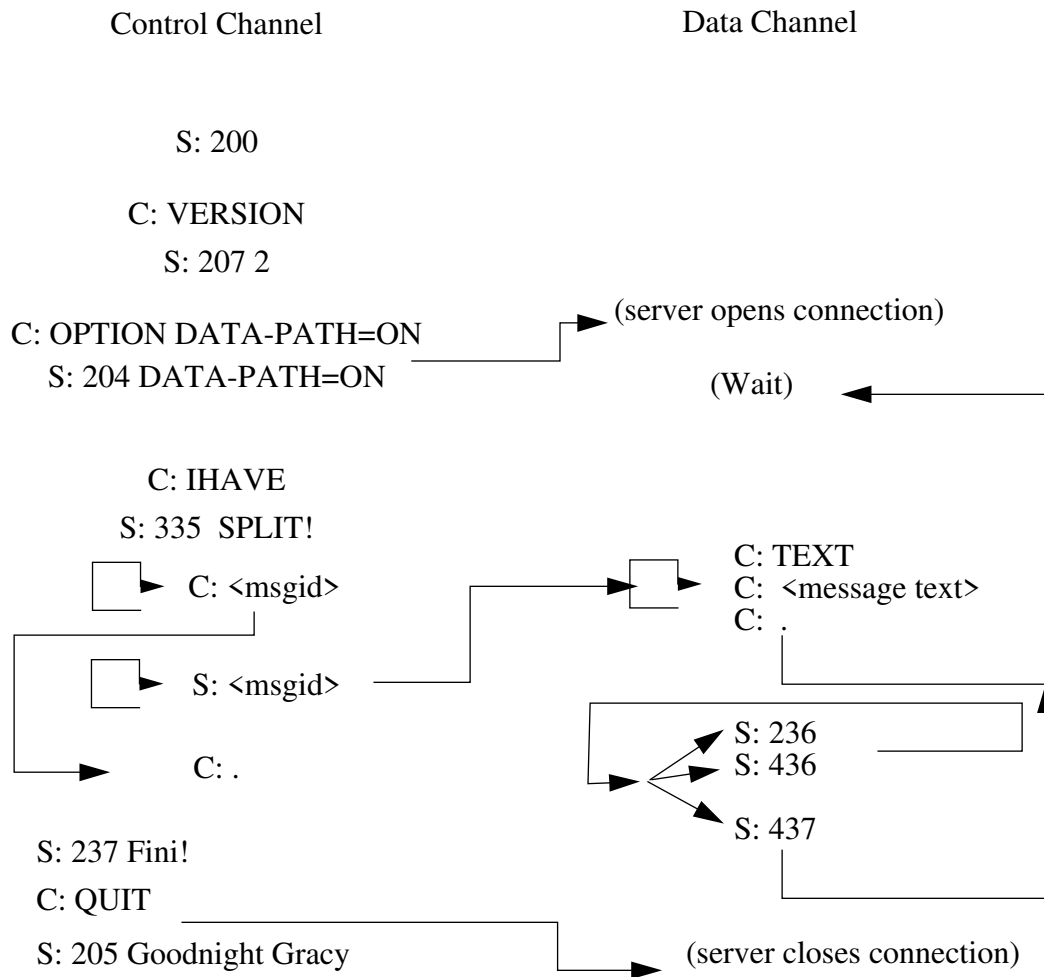 Control Channel
Data Channel
S: 200
C: VERSION
S: 207 2
C: OPTION DATA-PATH=ON
S: 204 DATA-PATH=ON
(server opens connection)
(Wait)
C: IHAVE
S: 335 SPLIT!
C: <msgid>
S: <msgid>
C: .
C: TEXT
C: <message text>
C: .
S: 236
S: 436
S: 437
S: 237 Fini!
C: QUIT
S: 205 Goodnight Gracy
(server closes connection)